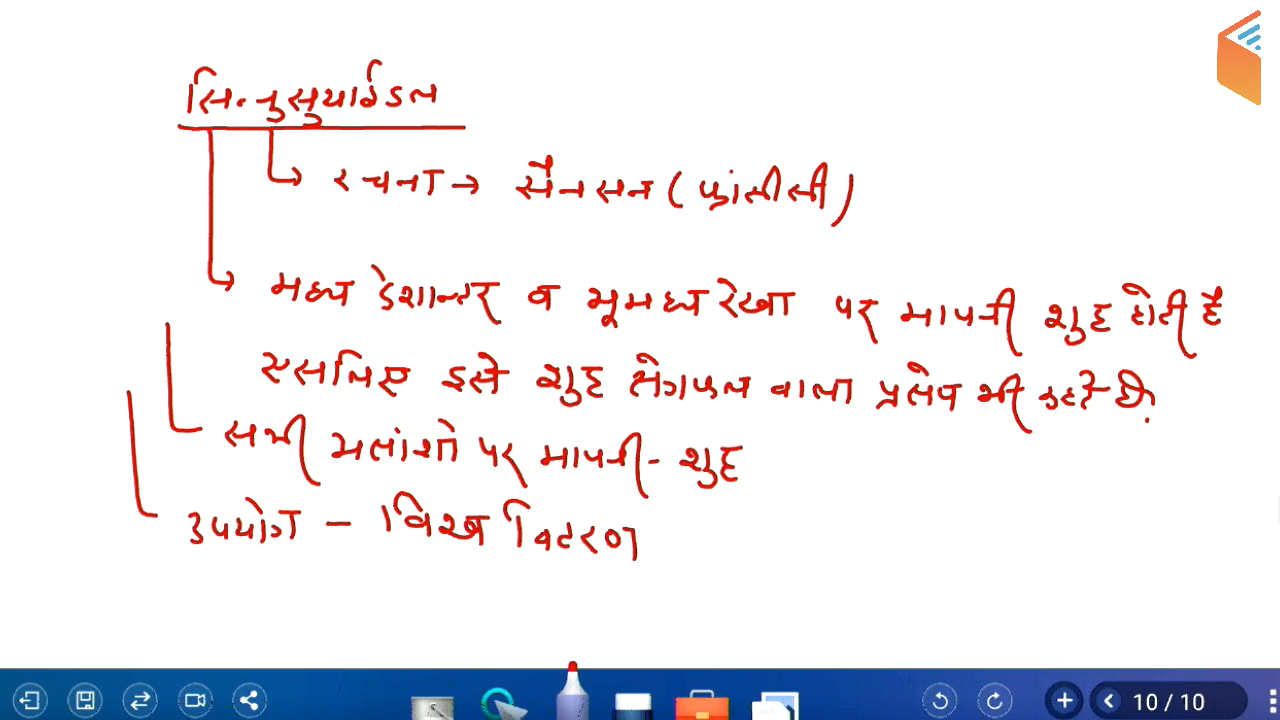 सिनुसुयाईडल
रचना → सैनसन (फ्रांसीसी)
मध्य देशान्तर व भूमध्य रेखा पर मापनी शुद्ध होती है
इसलिए इसे शुद्ध क्षेत्रफल वाला प्रक्षेप भी कहते है।
सभी अक्षांशो पर मापनी - शुद्ध
उपयोग - विश्व वितरण
10 / 10